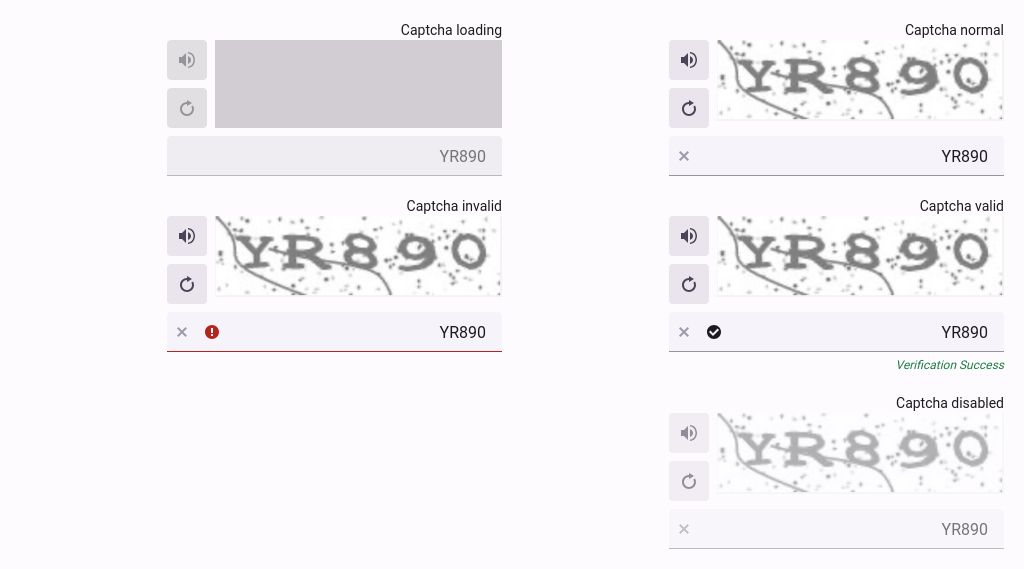 Captcha normal
YR890
YR890
Captcha loading
YR890
Captcha valid
YR890
YR890
Verification Success
Captcha invalid
YR890
YR890
Captcha disabled
YR890
YR890